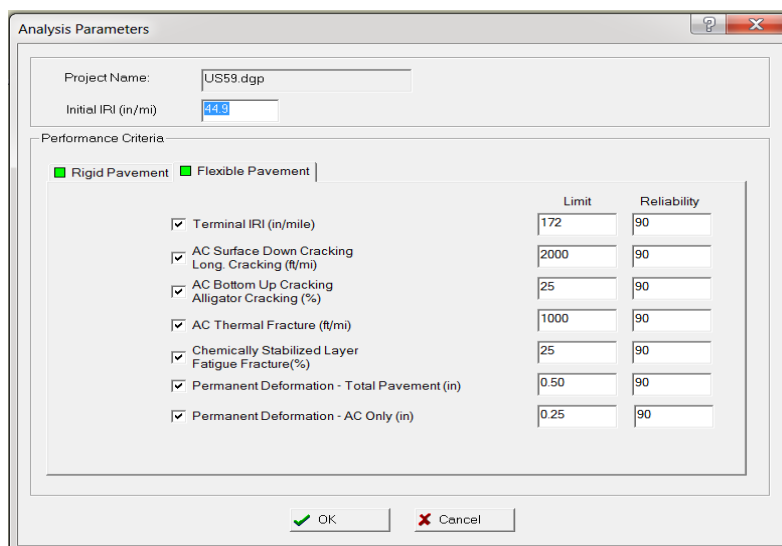 Analysis Parameters
?
Project Name: US59.dgp
Initial IRI (in/mi) 44.9
Performance Criteria
Rigid Pavement Flexible Pavement
Limit Reliability
Terminal IRI (in/mile) 172 90
AC Surface Down Cracking
Long. Cracking (ft/mi) 2000 90
AC Bottom Up Cracking
Alligator Cracking (%) 25 90
AC Thermal Fracture (ft/mi) 1000 90
Chemically Stabilized Layer
Fatigue Fracture(%) 25 90
Permanent Deformation - Total Pavement (in) 0.50 90
Permanent Deformation - AC Only (in) 0.25 90
OK Cancel